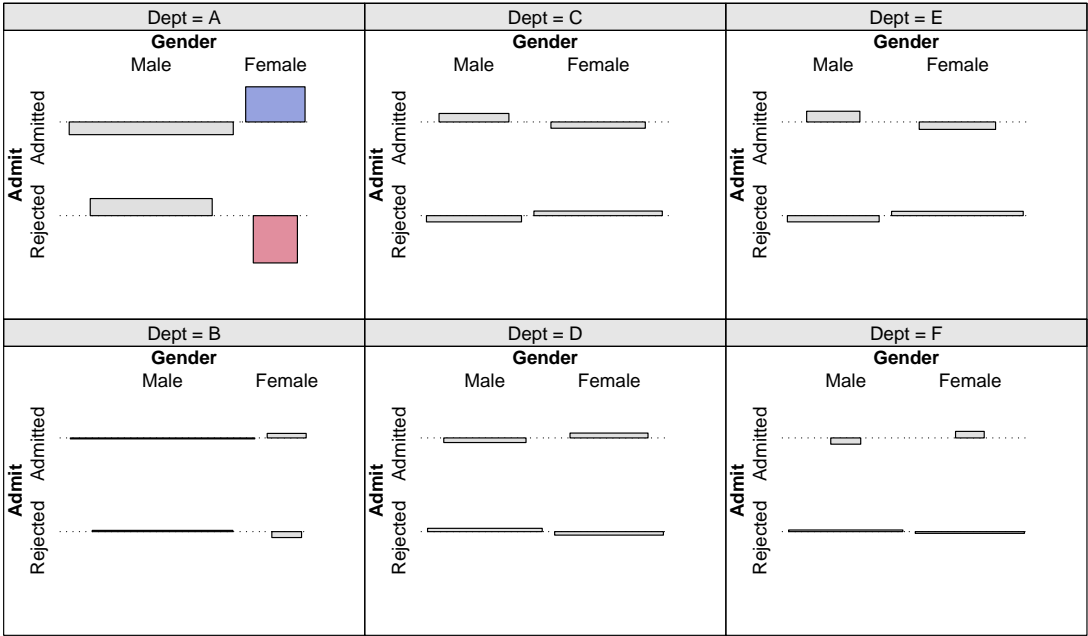 Dept = A
Gender
Male Female
Admit
Admitted
Rejected
Dept = C
Gender
Male Female
Admit
Admitted
Rejected
Dept = E
Gender
Male Female
Admit
Admitted
Rejected
Dept = B
Gender
Male Female
Admit
Admitted
Rejected
Dept = D
Gender
Male Female
Admit
Admitted
Rejected
Dept = F
Gender
Male Female
Admit
Admitted
Rejected